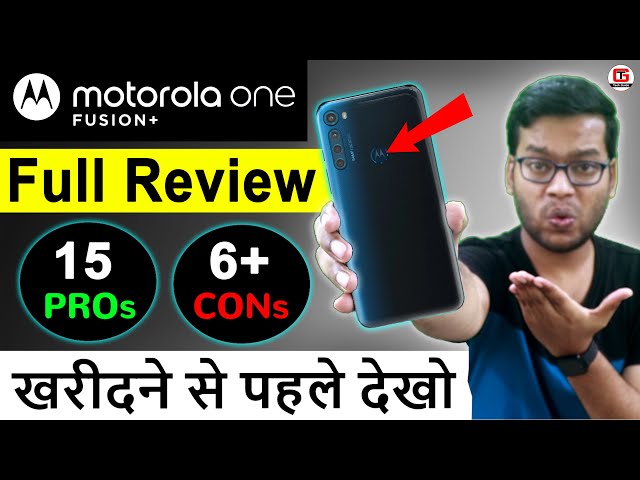 motorola one
FUSION+
Full Review
15
PROs
6+
CONs
खरीदने से पहले देखो